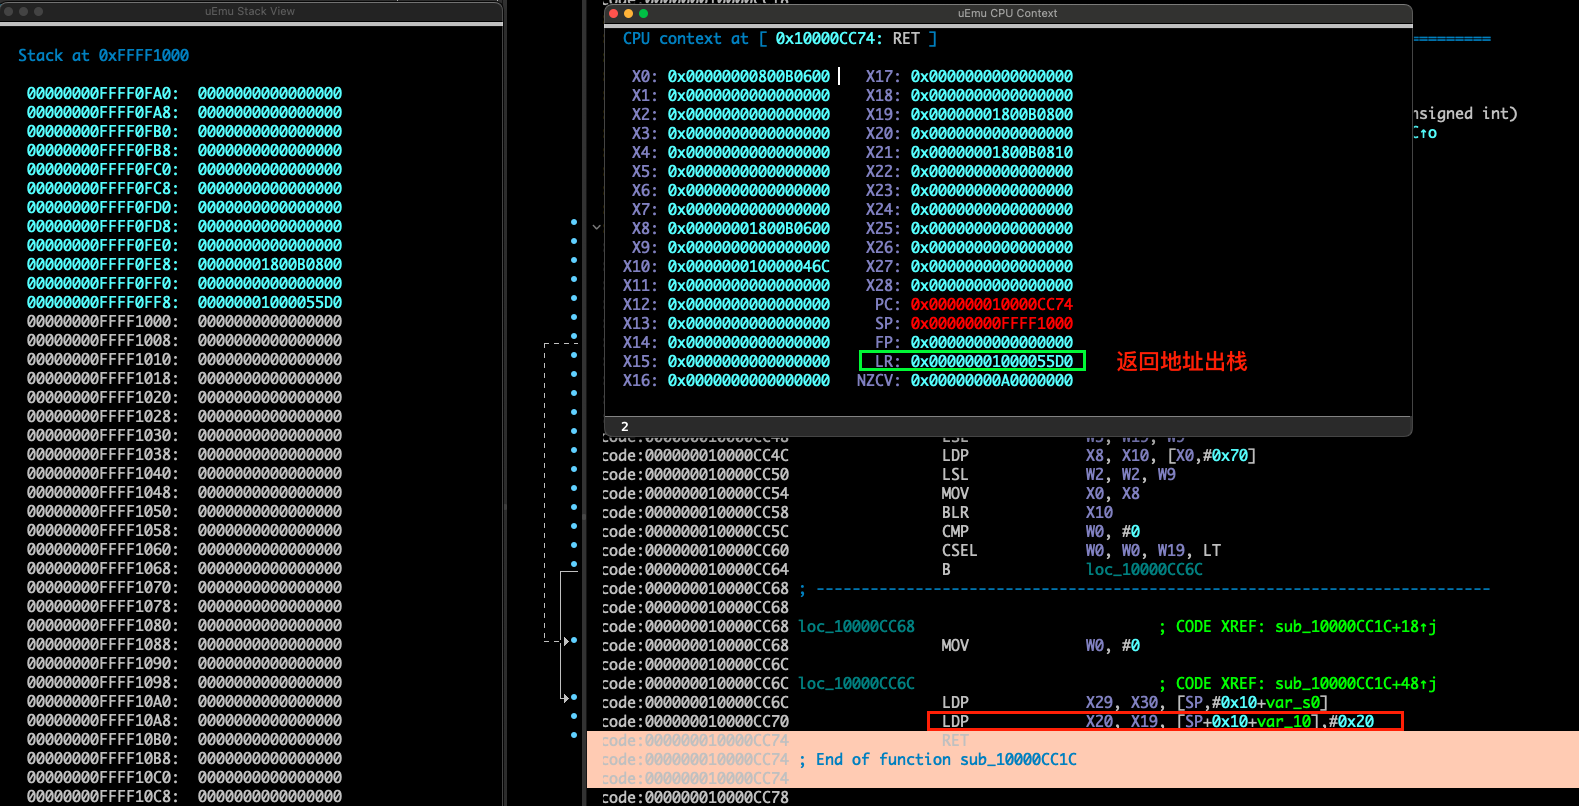 uEmu Stack View
Stack at 0xFFFF1000
00000000FFFF0FA0: 0000000000000000
00000000FFFF0FA8: 0000000000000000
00000000FFFF0FB0: 0000000000000000
00000000FFFF0FB8: 0000000000000000
00000000FFFF0FC0: 0000000000000000
00000000FFFF0FC8: 0000000000000000
00000000FFFF0FD0: 0000000000000000
00000000FFFF0FD8: 0000000000000000
00000000FFFF0FE0: 0000000000000000
00000000FFFF0FE8: 00000001800B0800
00000000FFFF0FF0: 0000000000000000
00000000FFFF0FF8: 00000001000055D0
00000000FFFF1000: 0000000000000000
00000000FFFF1008: 0000000000000000
00000000FFFF1010: 0000000000000000
00000000FFFF1018: 0000000000000000
00000000FFFF1020: 0000000000000000
00000000FFFF1028: 0000000000000000
00000000FFFF1030: 0000000000000000
00000000FFFF1038: 0000000000000000
00000000FFFF1040: 0000000000000000
00000000FFFF1048: 0000000000000000
00000000FFFF1050: 0000000000000000
00000000FFFF1058: 0000000000000000
00000000FFFF1060: 0000000000000000
00000000FFFF1068: 0000000000000000
00000000FFFF1070: 0000000000000000
00000000FFFF1078: 0000000000000000
00000000FFFF1080: 0000000000000000
00000000FFFF1088: 0000000000000000
00000000FFFF1090: 0000000000000000
00000000FFFF1098: 0000000000000000
00000000FFFF10A0: 0000000000000000
00000000FFFF10A8: 0000000000000000
00000000FFFF10B0: 0000000000000000
00000000FFFF10B8: 0000000000000000
00000000FFFF10C0: 0000000000000000
00000000FFFF10C8: 0000000000000000
uEmu CPU Context
CPU context at [ 0x10000CC74: RET ]
X0: 0x00000000800B0600 X17: 0x0000000000000000
X1: 0x0000000000000000 X18: 0x0000000000000000
X2: 0x0000000000000000 X19: 0x00000001800B0800
X3: 0x0000000000000000 X20: 0x0000000000000000
X4: 0x0000000000000000 X21: 0x00000001800B0810
X5: 0x0000000000000000 X22: 0x0000000000000000
X6: 0x0000000000000000 X23: 0x0000000000000000
X7: 0x0000000000000000 X24: 0x0000000000000000
X8: 0x00000001800B0600 X25: 0x0000000000000000
X9: 0x0000000000000000 X26: 0x0000000000000000
X10: 0x000000010000046C X27: 0x0000000000000000
X11: 0x0000000000000000 X28: 0x0000000000000000
X12: 0x0000000000000000 PC: 0x000000010000CC74
X13: 0x0000000000000000 SP: 0x00000000FFFF1000
X14: 0x0000000000000000 FP: 0x0000000000000000
X15: 0x0000000000000000 LR: 0x00000001000055D0
X16: 0x0000000000000000 NZCV: 0x00000000A0000000
2
返回地址出栈
nsigned int)
C↑o
code:000000010000CC48 LSL W3, W19, W9
code:000000010000CC4C LDP X8, X10, [X0,#0x70]
code:000000010000CC50 LSL W2, W2, W9
code:000000010000CC54 MOV X0, X8
code:000000010000CC58 BLR X10
code:000000010000CC5C CMP W0, #0
code:000000010000CC60 CSEL W0, W0, W19, LT
code:000000010000CC64 B loc_10000CC6C
code:000000010000CC68 ; ---------------------------------------------------------------------------
code:000000010000CC68
code:000000010000CC68 loc_10000CC68 ; CODE XREF: sub_10000CC1C+18↑j
code:000000010000CC68 MOV W0, #0
code:000000010000CC6C
code:000000010000CC6C loc_10000CC6C ; CODE XREF: sub_10000CC1C+48↑j
code:000000010000CC6C LDP X29, X30, [SP,#0x10+var_s0]
code:000000010000CC70 LDP X20, X19, [SP+0x10+var_10],#0x20
code:000000010000CC74 RET
code:000000010000CC74 ; End of function sub_10000CC1C
code:000000010000CC74
code:000000010000CC78